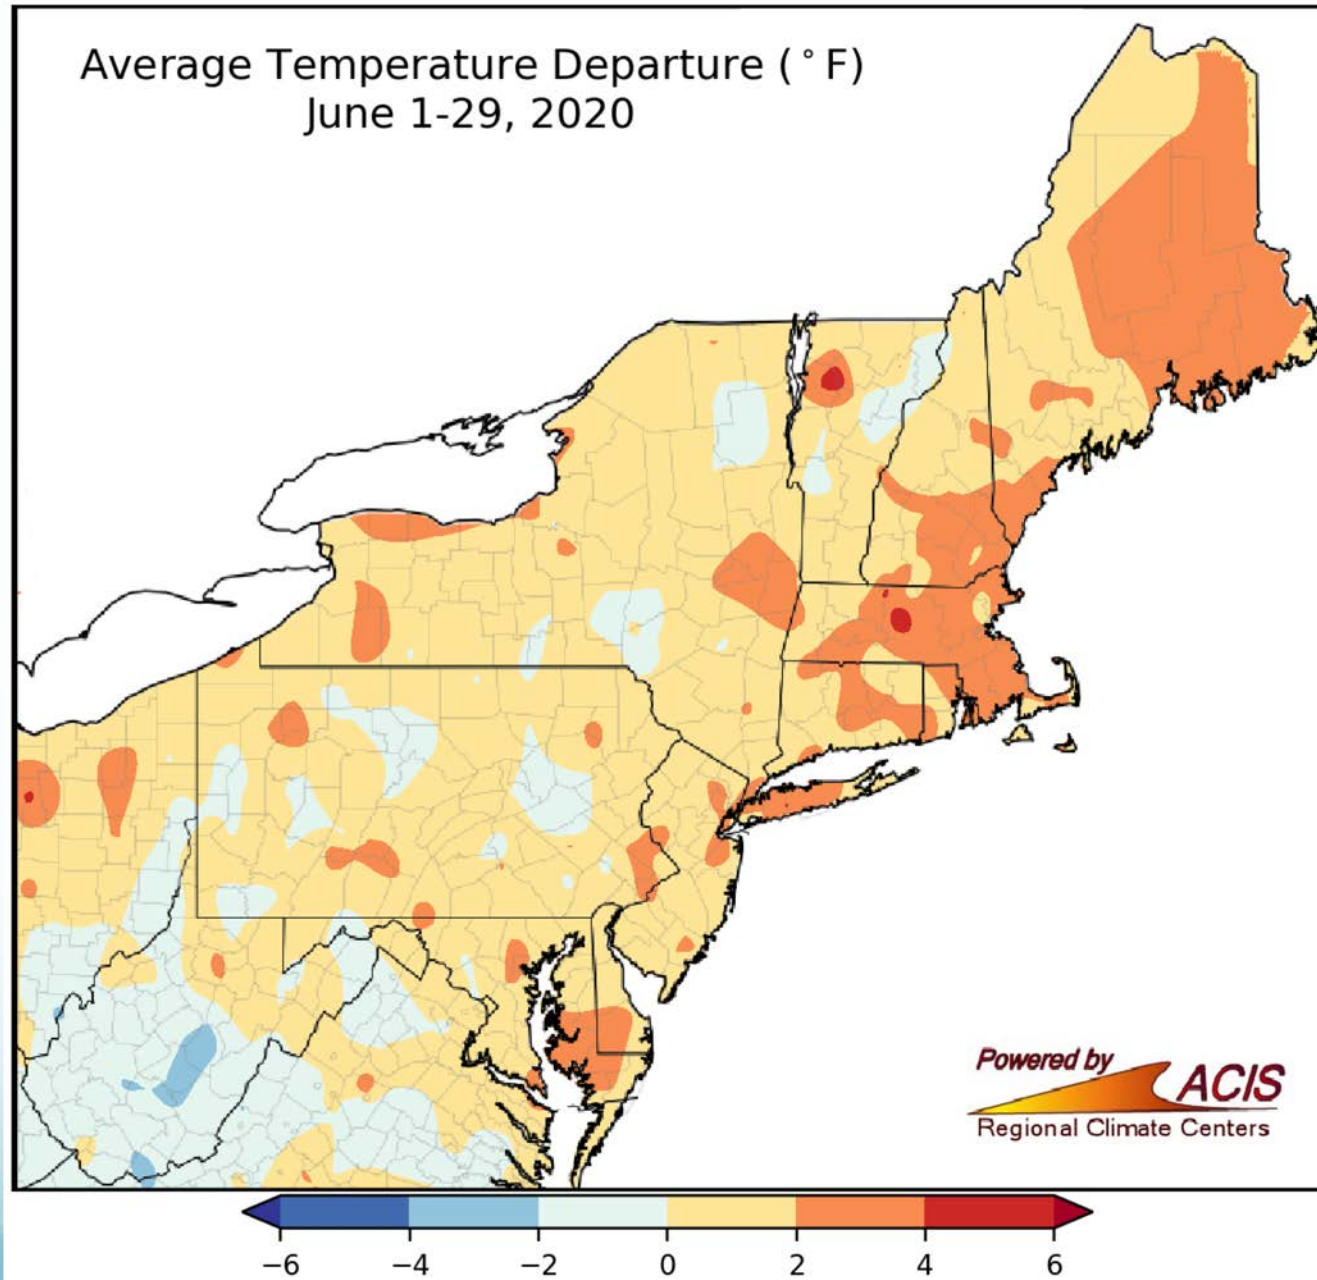 Average Temperature Departure (°F)
June 1-29, 2020
Powered by
ACIS
Regional Climate Centers
−6 −4 −2 0 2 4 6